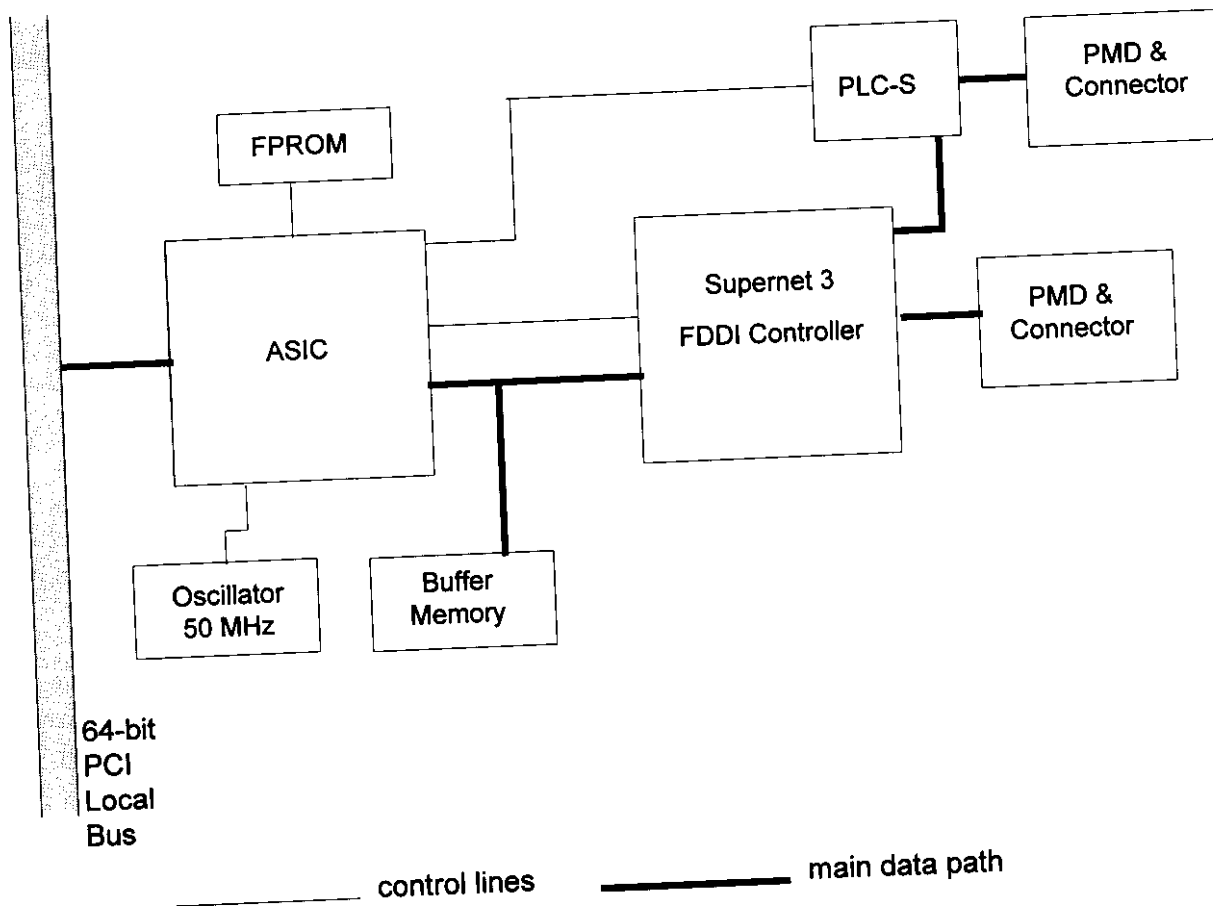 PMD &
Connector
PLC-S
FPROM
Supernet 3
FDDI Controller
PMD &
Connector
ASIC
Oscillator
50 MHz
Buffer
Memory
64-bit
PCI
Local
Bus
control lines
main data path